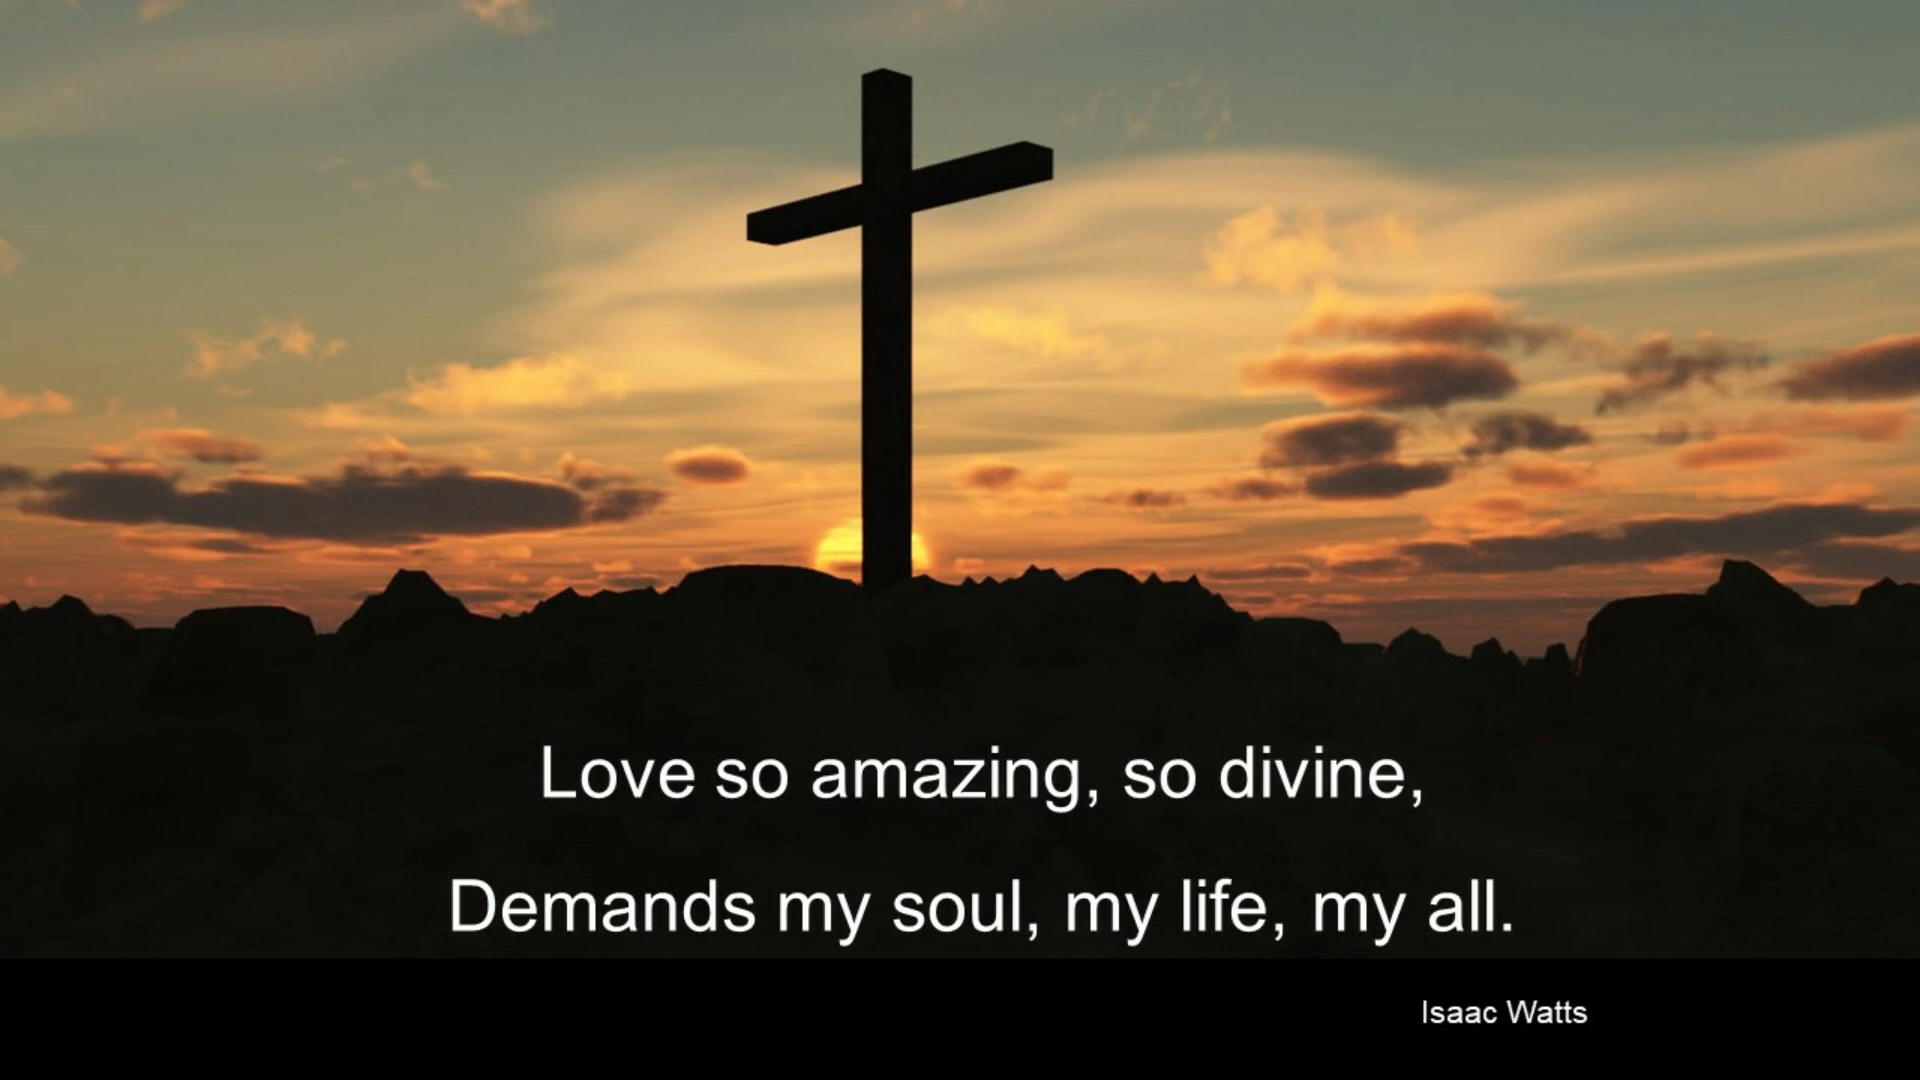 Love so amazing, so divine,
Demands my soul, my life, my all.
Isaac Watts